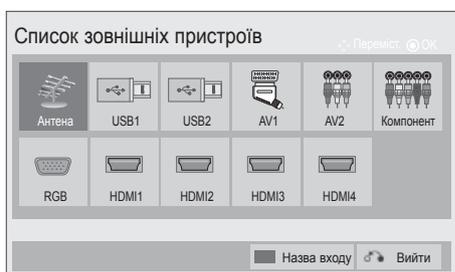 Список зовнішніх пристроїв
Переміст. OK
Антена USB1 USB2 AV1 AV2 Компонент
RGB HDMI1 HDMI2 HDMI3 HDMI4
Назва входу Вийти